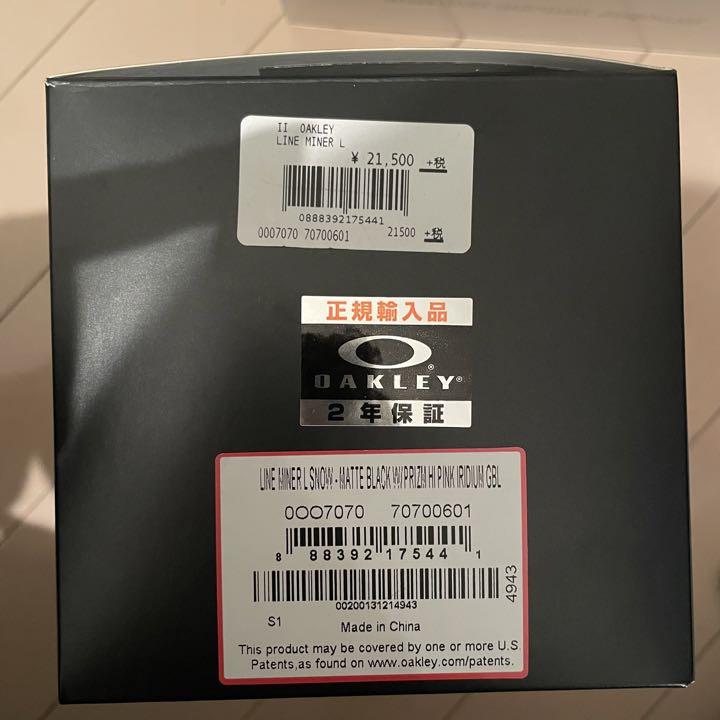 II OAKLEY
LINE MINER L
¥ 21,500 +税
0888392175441
0007070 70700601 21500 +税
正規輸入品
OAKLEY®
2年保証
LINE MINER L SNOW - MATTE BLACK W/ PRIZM HI PINK IRIDIUM GBL
0OO7070 70700601
8 88392 17544 1
00200131214943
4943
S1 Made in China
This product may be covered by one or more U.S.
Patents,as found on www.oakley.com/patents.